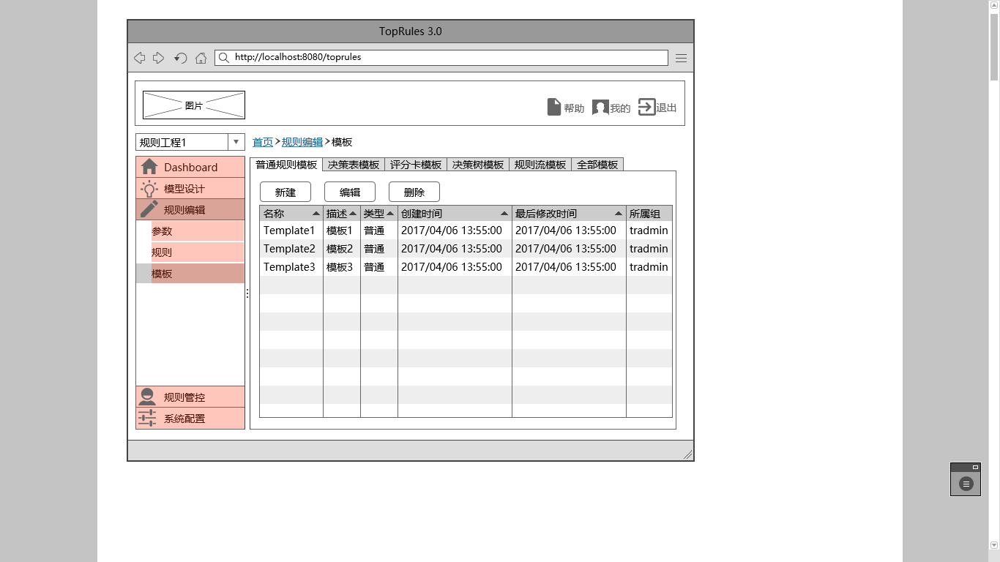 TopRules 3.0
http://localhost:8080/toprules
图片
帮助 我的 退出
规则工程1
首页 > 规则编辑 > 模板
Dashboard
模型设计
规则编辑
参数
规则
模板
规则管控
系统配置
普通规则模板 决策表模板 评分卡模板 决策树模板 规则流模板 全部模板
新建 编辑 删除
名称 描述 类型 创建时间 最后修改时间 所属组
Template1 模板1 普通 2017/04/06 13:55:00 2017/04/06 13:55:00 tradmin
Template2 模板2 普通 2017/04/06 13:55:00 2017/04/06 13:55:00 tradmin
Template3 模板3 普通 2017/04/06 13:55:00 2017/04/06 13:55:00 tradmin